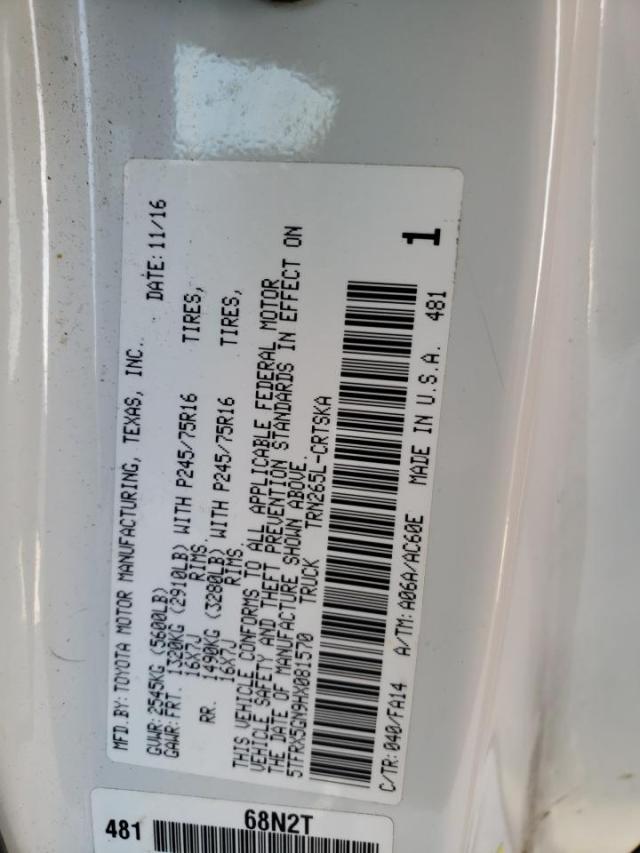 MFD.BY: TOYOTA MOTOR MANUFACTURING, TEXAS, INC. DATE: 11/16
GVWR: 2545KG (5600LB)
GAWR: FRT. 1320KG (2910LB) WITH P245/75R16 TIRES,
16X7J RIMS
RR. 1490KG (3280LB) WITH P245/75R16 TIRES,
16X7J RIMS
THIS VEHICLE CONFORMS TO ALL APPLICABLE FEDERAL MOTOR
VEHICLE SAFETY AND THEFT PREVENTION STANDARDS IN EFFECT ON
THE DATE OF MANUFACTURE SHOWN ABOVE.
5TFRX5GN9HX081570 TRUCK TRN265L-CRTSKA
C/TR: 040/FA14 A/TM: A06A/AC60E MADE IN U.S.A. 481 1
481 68N2T